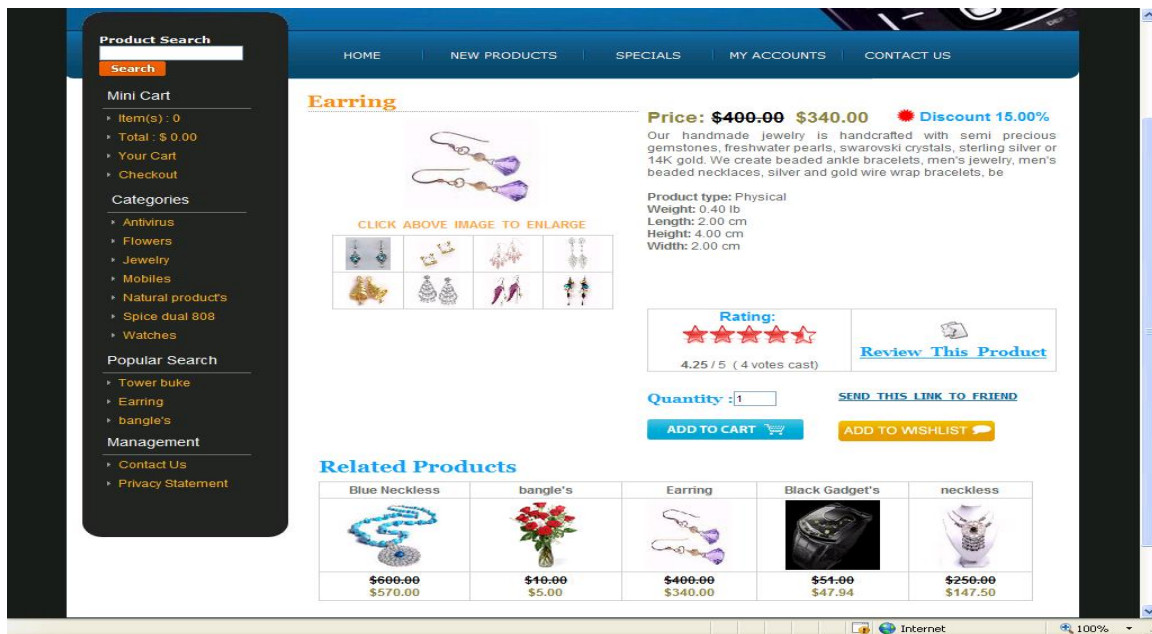 Product Search
Search
HOME
NEW PRODUCTS
SPECIALS
MY ACCOUNTS
CONTACT US
Mini Cart
Item(s) : 0
Total : $ 0.00
Your Cart
Checkout
Categories
Antivirus
Flowers
Jewelry
Mobiles
Natural product's
Spice dual 808
Watches
Popular Search
Tower buke
Earring
bangle's
Management
Contact Us
Privacy Statement
Earring
CLICK ABOVE IMAGE TO ENLARGE
Price: $400.00 $340.00
Discount 15.00%
Our handmade jewelry is handcrafted with semi precious
gemstones, freshwater pearls, swarovski crystals, sterling silver or
14K gold. We create beaded ankle bracelets, men's jewelry, men's
beaded necklaces, silver and gold wire wrap bracelets, be
Product type: Physical
Weight: 0.40 lb
Length: 2.00 cm
Height: 4.00 cm
Width: 2.00 cm
Rating:
4.25 / 5 ( 4 votes cast)
Review This Product
Quantity : 1
SEND THIS LINK TO FRIEND
ADD TO CART
ADD TO WISHLIST
Related Products
Blue Neckless
bangle's
Earring
Black Gadget's
neckless
$600.00
$10.00
$400.00
$51.00
$250.00
$570.00
$5.00
$340.00
$47.94
$147.50
Internet
100%